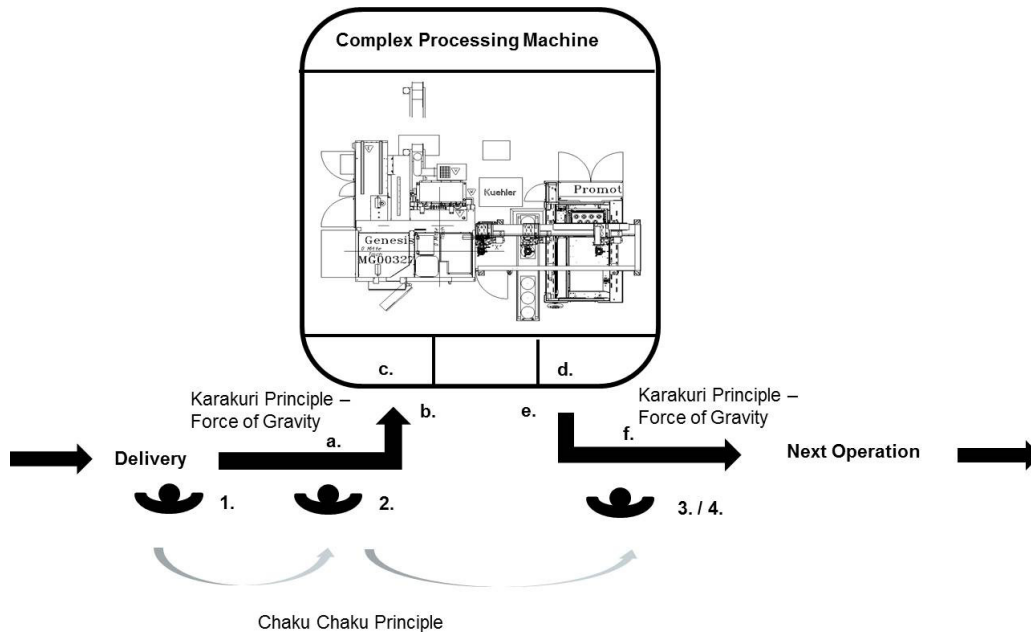 Complex Processing Machine
Kuehler
Promot
Genesis
MG00327
c.
d.
Karakuri Principle –
Force of Gravity
b.
e.
Karakuri Principle –
Force of Gravity
a.
f.
Delivery
Next Operation
1.
2.
3. / 4.
Chaku Chaku Principle